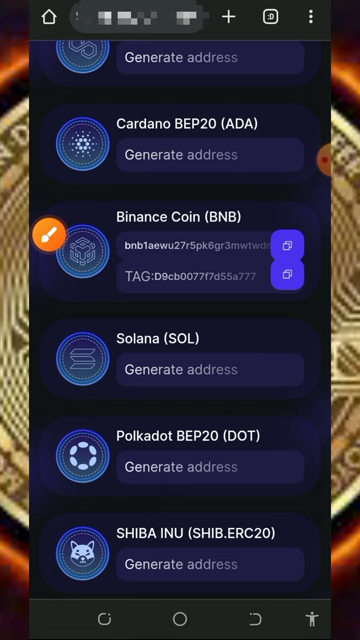 Generate address
Cardano BEP20 (ADA)
Generate address
Binance Coin (BNB)
bnb1aewu27r5pk6gr3mwtwdn
TAG:D9cb0077f7d55a777
Solana (SOL)
Generate address
Polkadot BEP20 (DOT)
Generate address
SHIBA INU (SHIB.ERC20)
Generate address